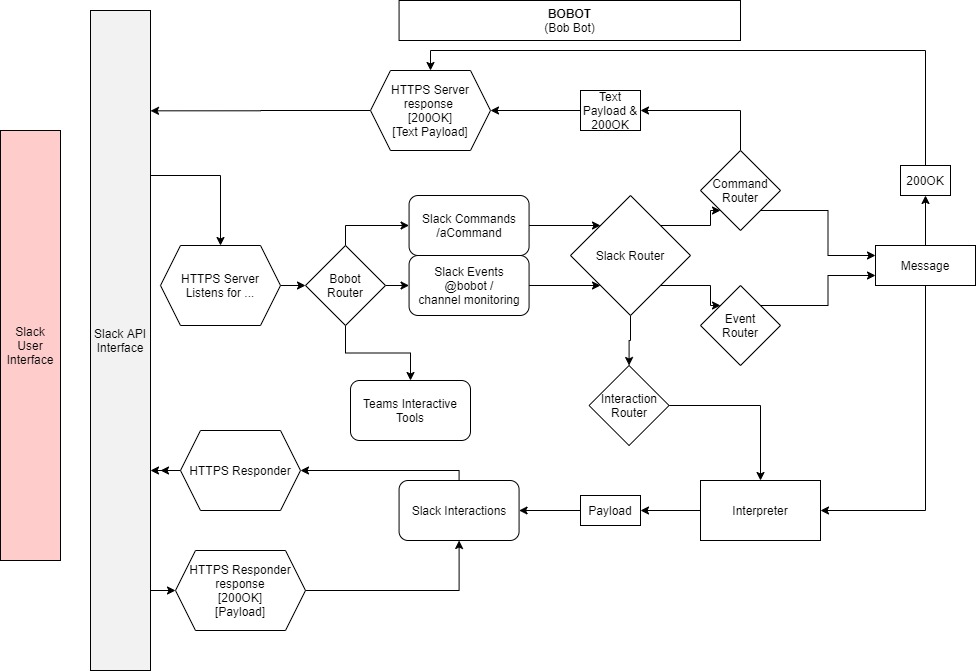 BOBOT
(Bob Bot)
HTTPS Server
response
[200OK]
[Text Payload]
Text
Payload &
200OK
Command
Router
200OK
Slack Commands
/aCommand
Slack Router
Message
HTTPS Server
Listens for ...
Bobot
Router
Slack Events
@bobot /
channel monitoring
Event
Router
Slack
User
Interface
Slack API
Interface
Teams Interactive
Tools
Interaction
Router
HTTPS Responder
Slack Interactions
Payload
Interpreter
HTTPS Responder
response
[200OK]
[Payload]